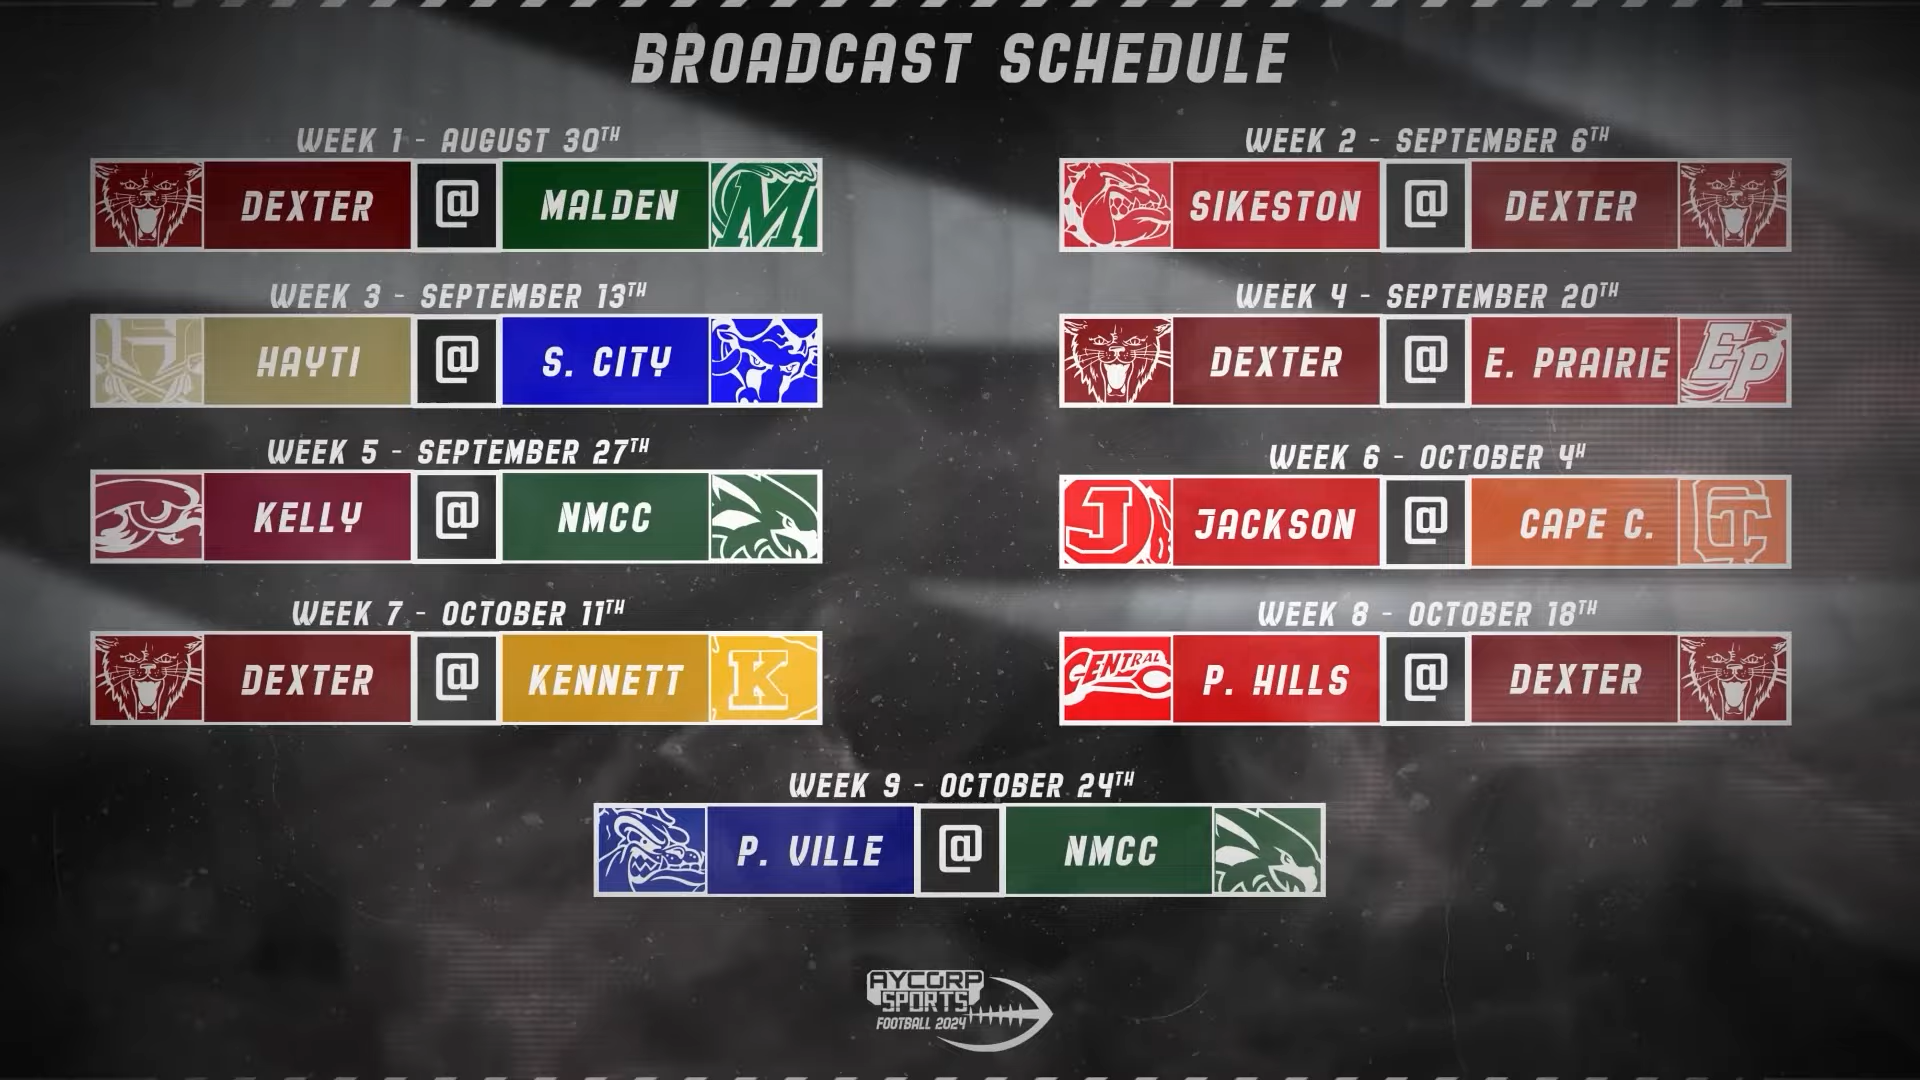 BROADCAST SCHEDULE
WEEK 1 - AUGUST 30TH
DEXTER @ MALDEN M
WEEK 2 - SEPTEMBER 6TH
SIKESTON @ DEXTER
WEEK 3 - SEPTEMBER 13TH
H HAYTI @ S. CITY
WEEK 4 - SEPTEMBER 20TH
DEXTER @ E. PRAIRIE EP
WEEK 5 - SEPTEMBER 27TH
KELLY @ NMCC
WEEK 6 - OCTOBER 4H
J JACKSON @ CAPE C. CT
WEEK 7 - OCTOBER 11TH
DEXTER @ KENNETT K
WEEK 8 - OCTOBER 18TH
CENTRAL P. HILLS @ DEXTER
WEEK 9 - OCTOBER 24TH
P. VILLE @ NMCC
AYCORP
SPORTS
FOOTBALL 2024